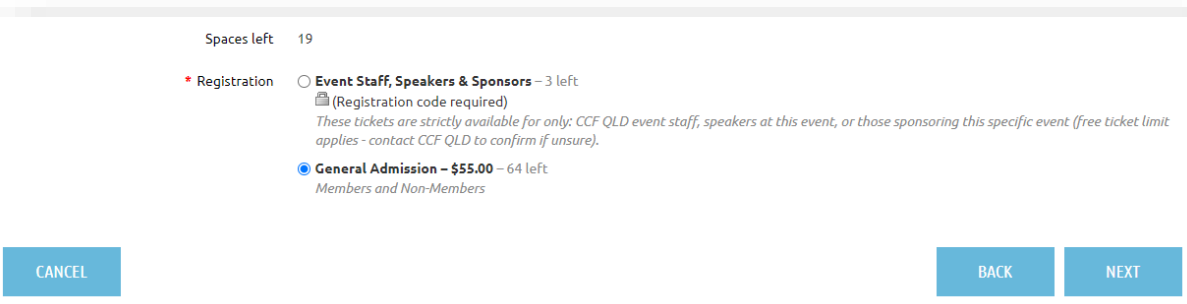 Spaces left 19
* Registration Event Staff, Speakers & Sponsors – 3 left
(Registration code required)
These tickets are strictly available for only: CCF QLD event staff, speakers at this event, or those sponsoring this specific event (free ticket limit
applies - contact CCF QLD to confirm if unsure).
General Admission – $55.00 – 64 left
Members and Non-Members
CANCEL BACK NEXT